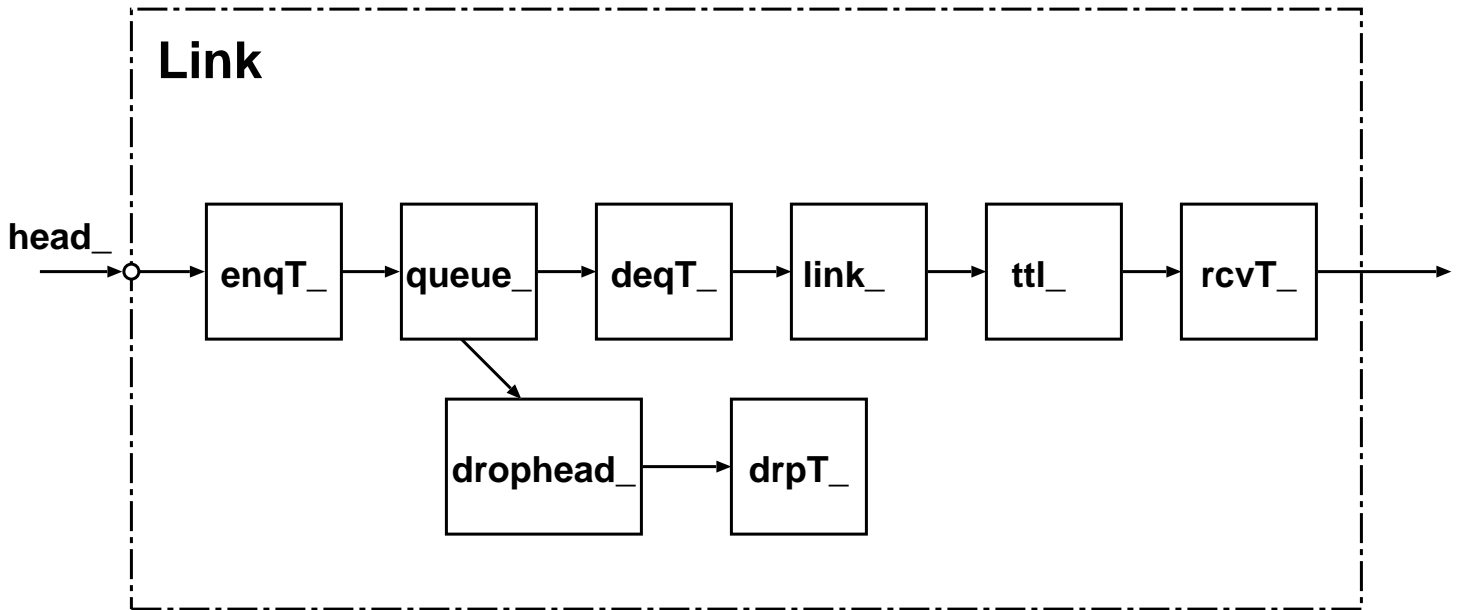 Link
head_
enqT_
queue_
deqT_
link_
ttl_
rcvT_
drophead_
drpT_